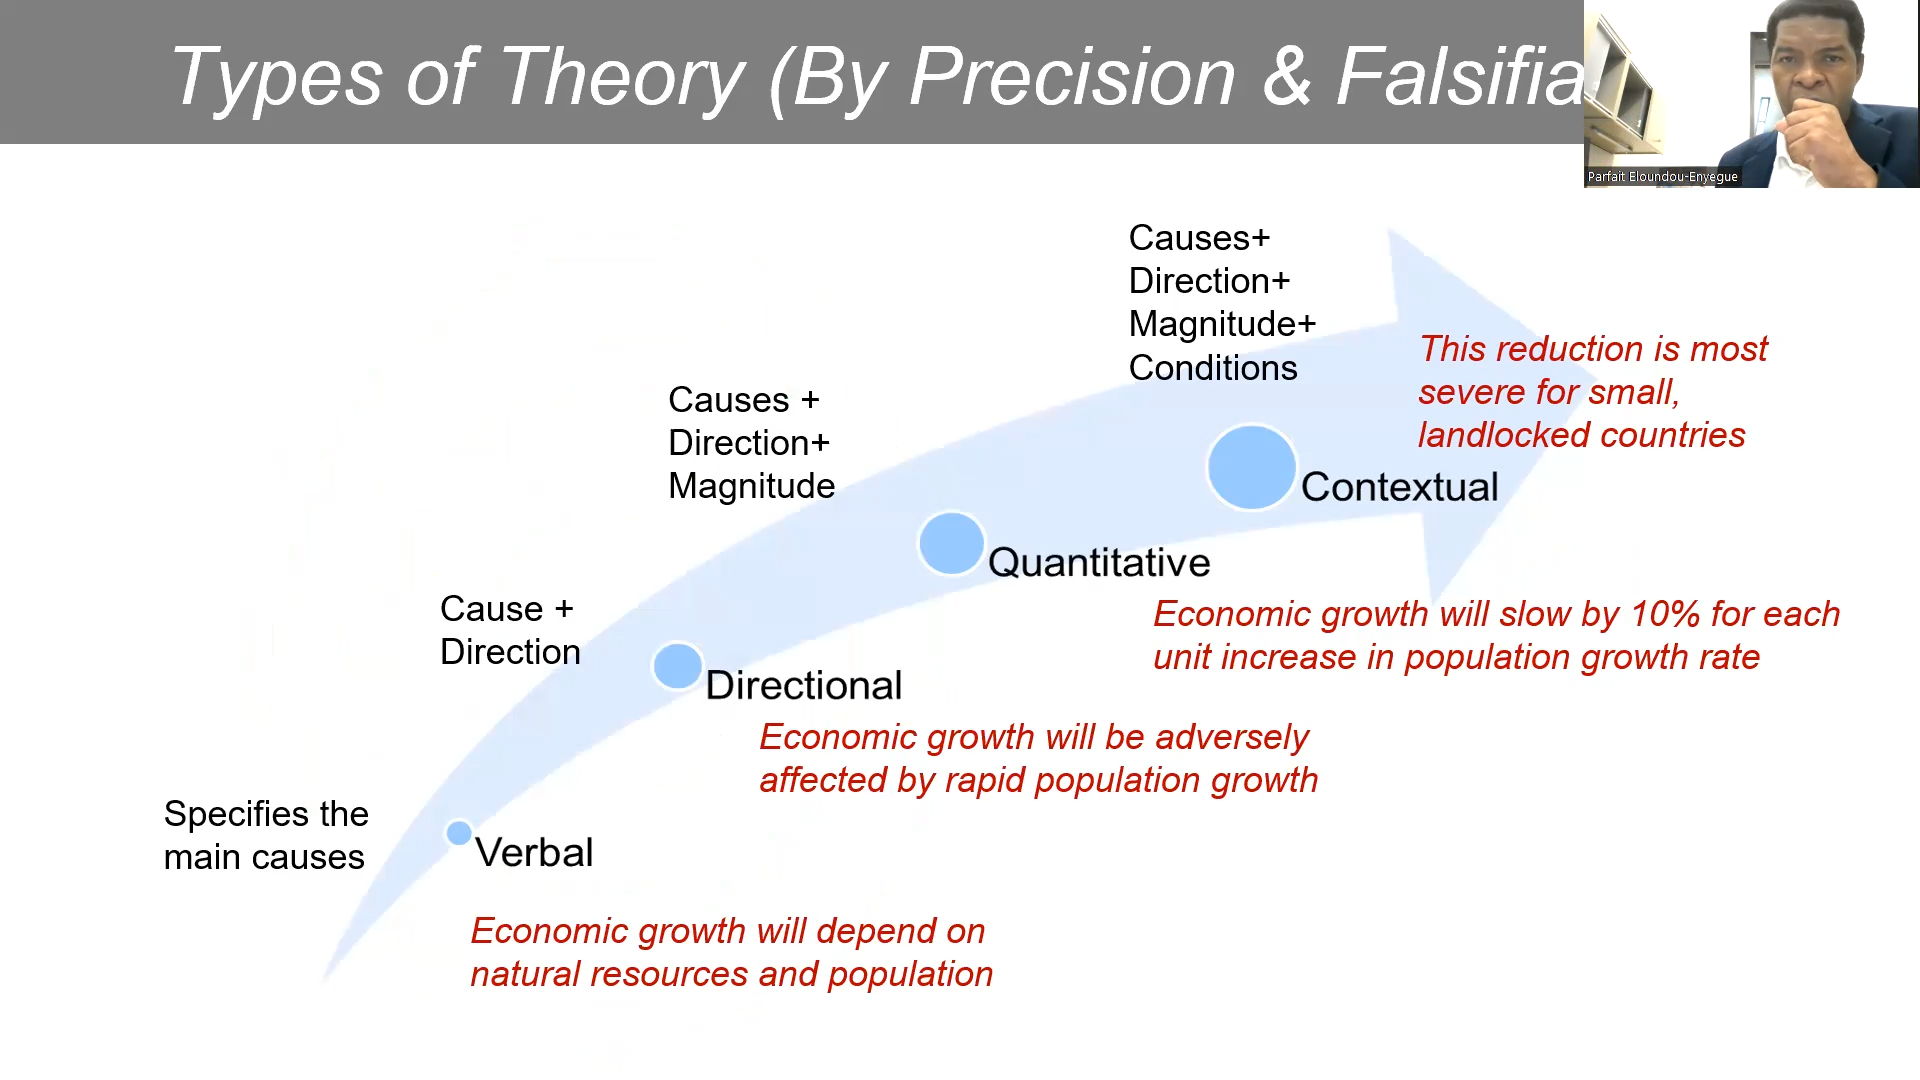 Types of Theory (By Precision & Falsifia
Parfait Eloundou-Enyegue
Causes+
Direction+
Magnitude+
Conditions
This reduction is most
severe for small,
landlocked countries
Contextual
Causes +
Direction+
Magnitude
Quantitative
Economic growth will slow by 10% for each
unit increase in population growth rate
Cause +
Direction
Directional
Economic growth will be adversely
affected by rapid population growth
Specifies the
main causes
Verbal
Economic growth will depend on
natural resources and population